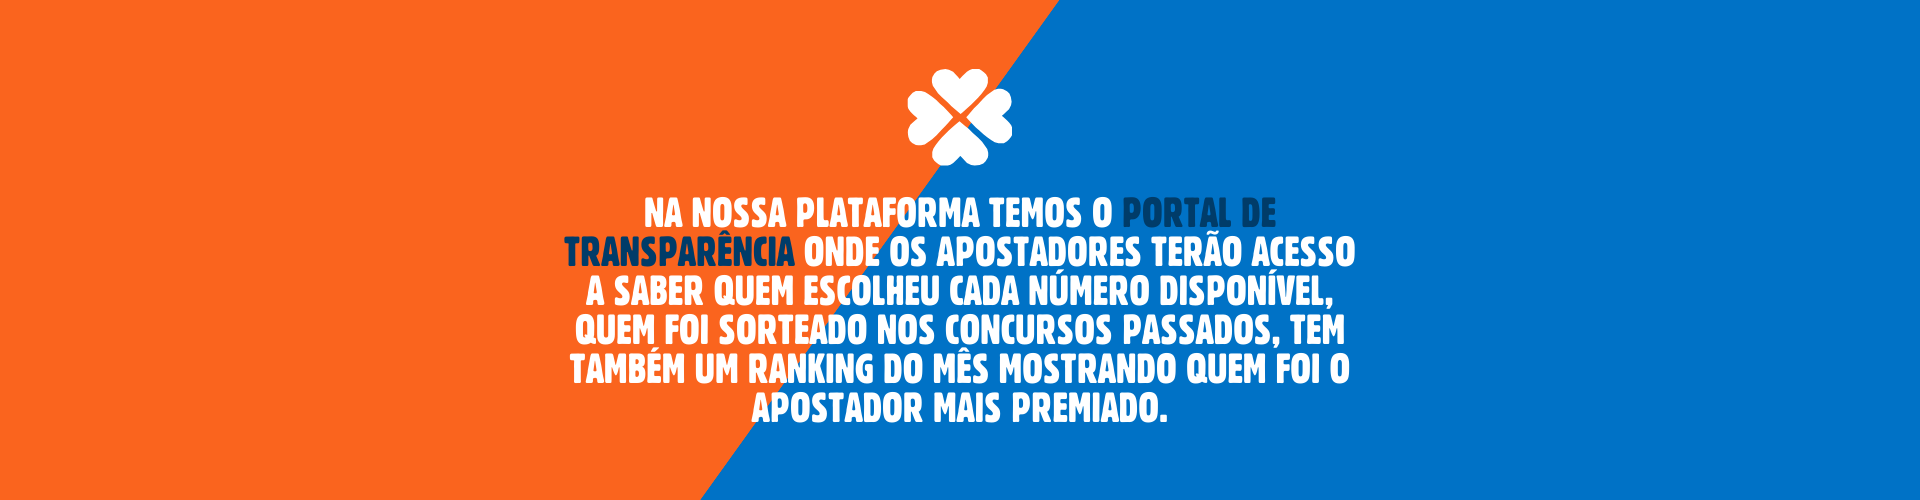 NA NOSSA PLATAFORMA TEMOS O PORTAL DE
TRANSPARÊNCIA ONDE OS APOSTADORES TERÃO ACESSO
A SABER QUEM ESCOLHEU CADA NÚMERO DISPONÍVEL,
QUEM FOI SORTEADO NOS CONCURSOS PASSADOS, TEM
TAMBÉM UM RANKING DO MÊS MOSTRANDO QUEM FOI O
APOSTADOR MAIS PREMIADO.